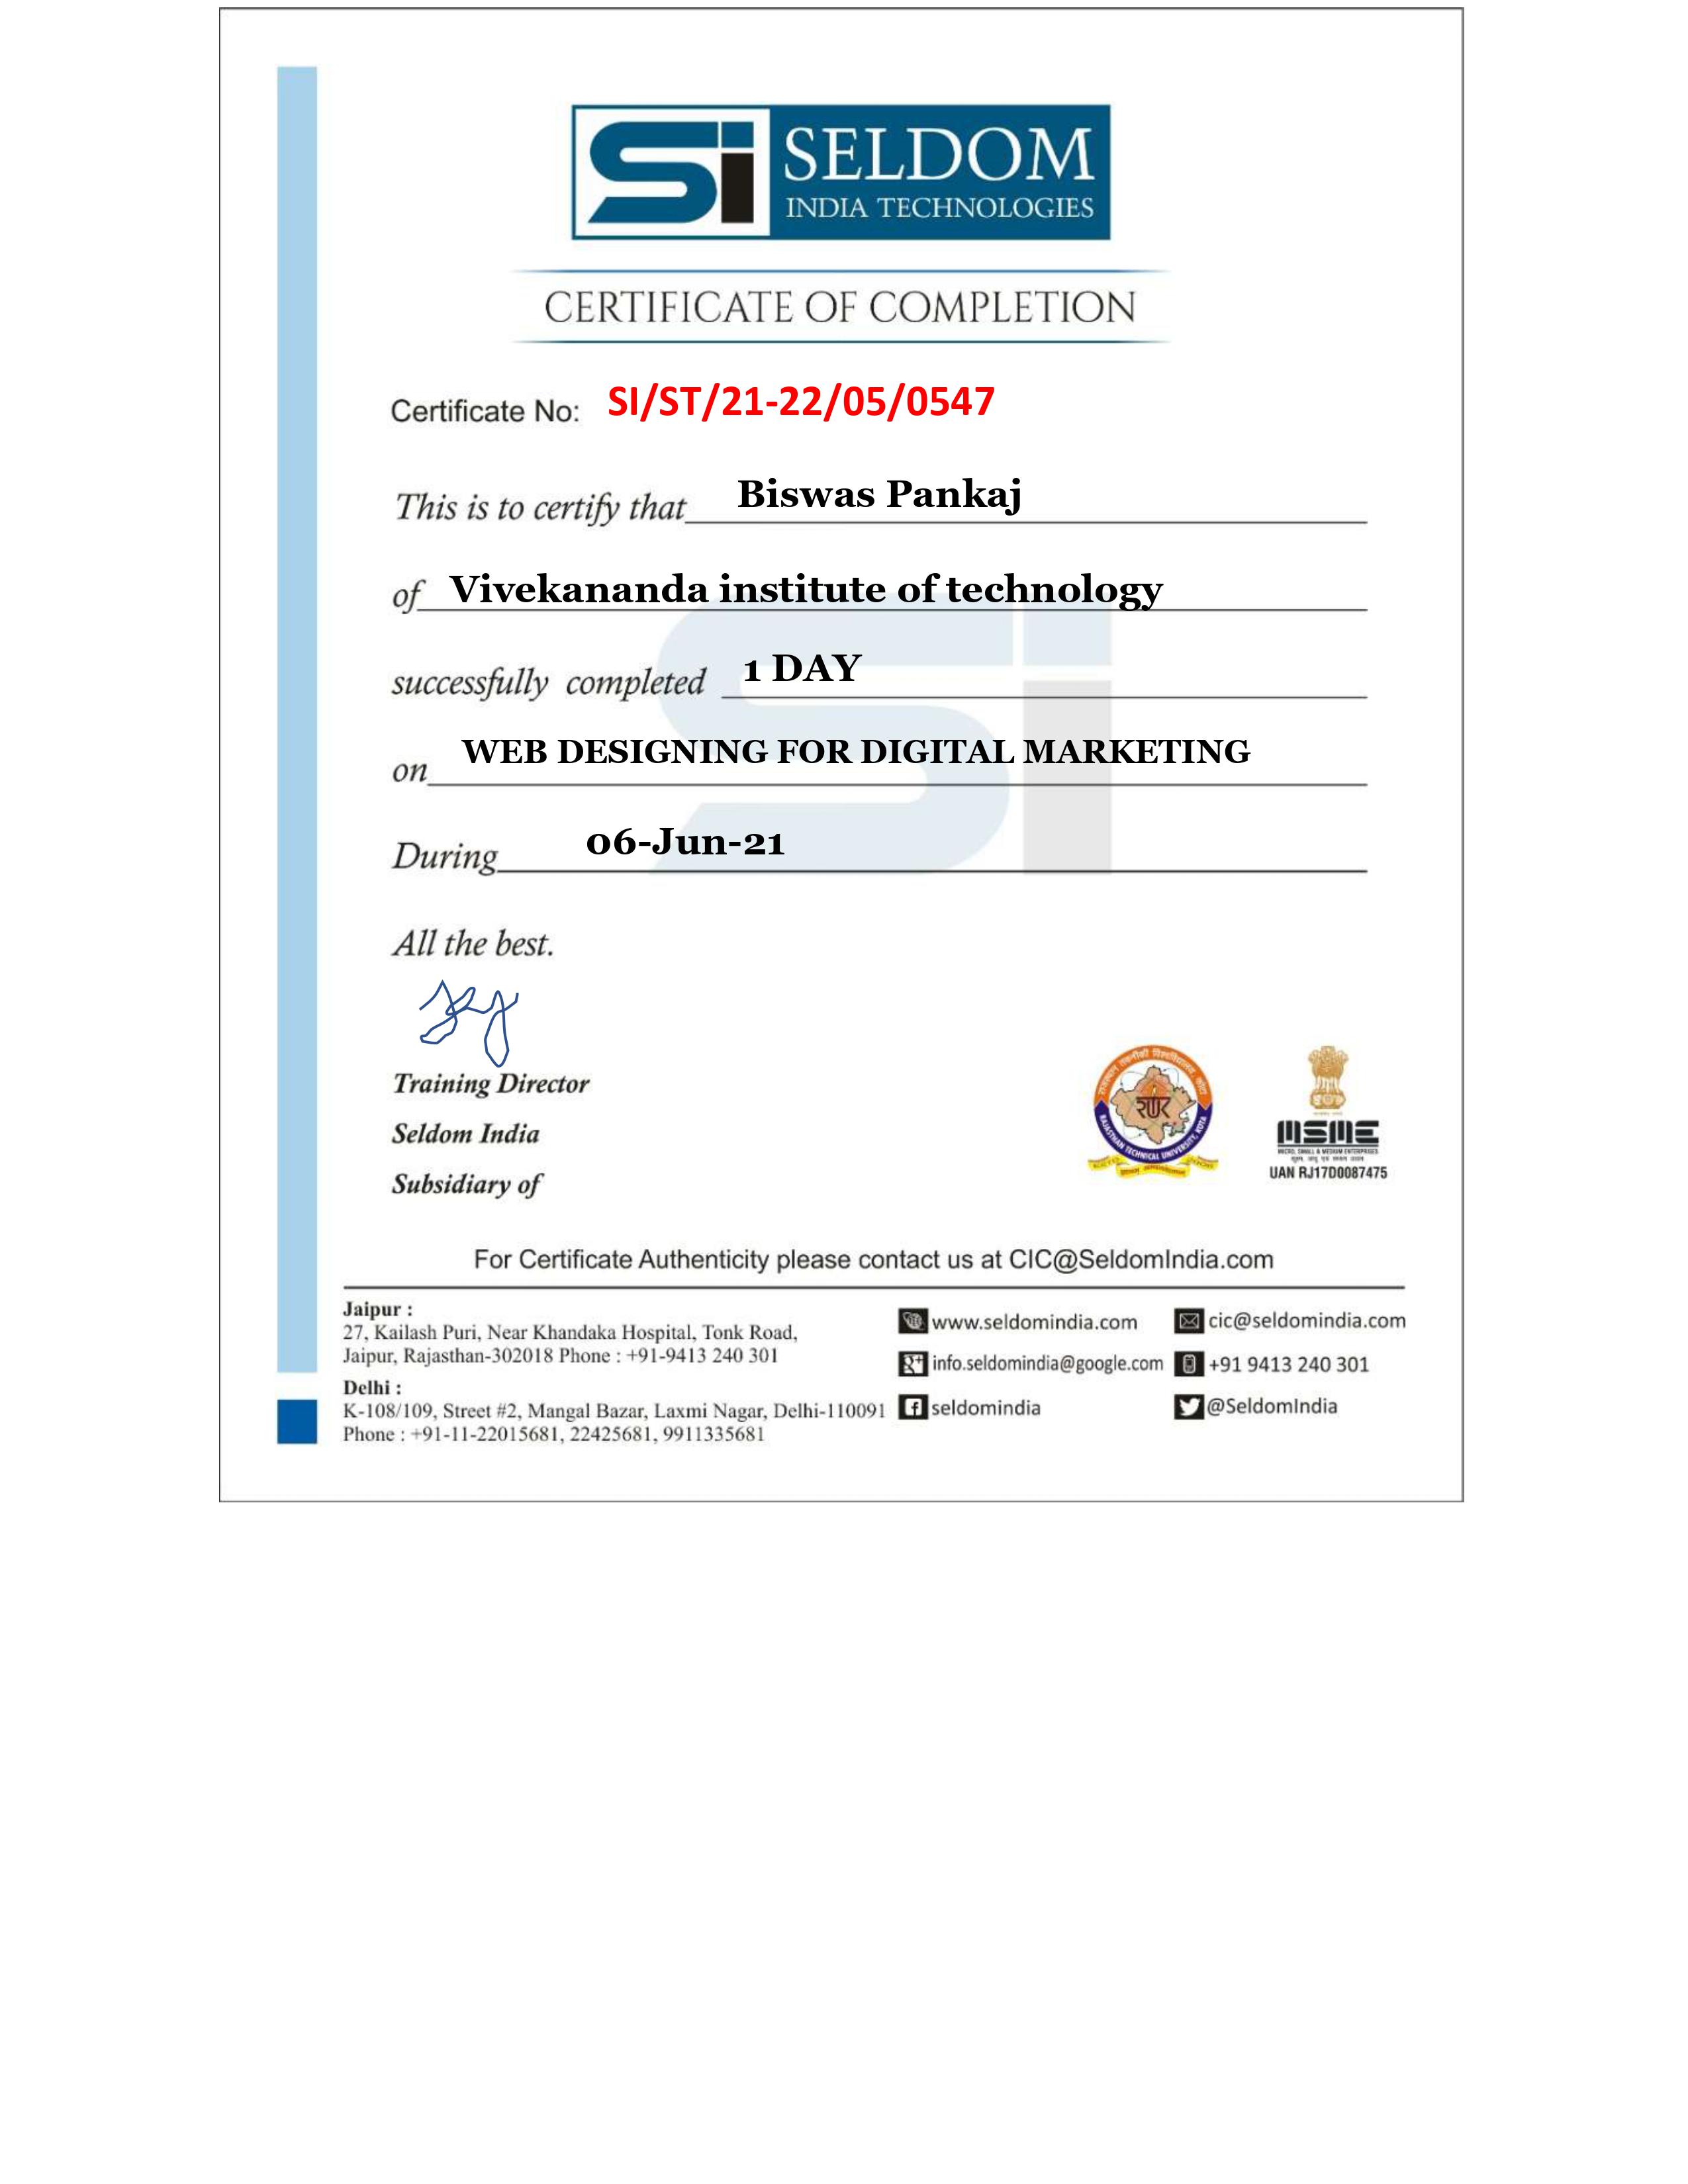 Si SELDOM
INDIA TECHNOLOGIES
CERTIFICATE OF COMPLETION
Certificate No: SI/ST/21-22/05/0547
This is to certify that Biswas Pankaj
of Vivekananda institute of technology
successfully completed 1 DAY
on WEB DESIGNING FOR DIGITAL MARKETING
During 06-Jun-21
All the best.
Training Director
Seldom India
Subsidiary of
RAJASTHAN TECHNICAL UNIVERSITY, KOTA
MSME
MICRO, SMALL & MEDIUM ENTERPRISES
UAN RJ17D0087475
For Certificate Authenticity please contact us at CIC@SeldomIndia.com
Jaipur :
27, Kailash Puri, Near Khandaka Hospital, Tonk Road,
Jaipur, Rajasthan-302018 Phone : +91-9413 240 301
Delhi :
K-108/109, Street #2, Mangal Bazar, Laxmi Nagar, Delhi-110091
Phone : +91-11-22015681, 22425681, 9911335681
www.seldomindia.com
cic@seldomindia.com
info.seldomindia@google.com
+91 9413 240 301
seldomindia
@SeldomIndia